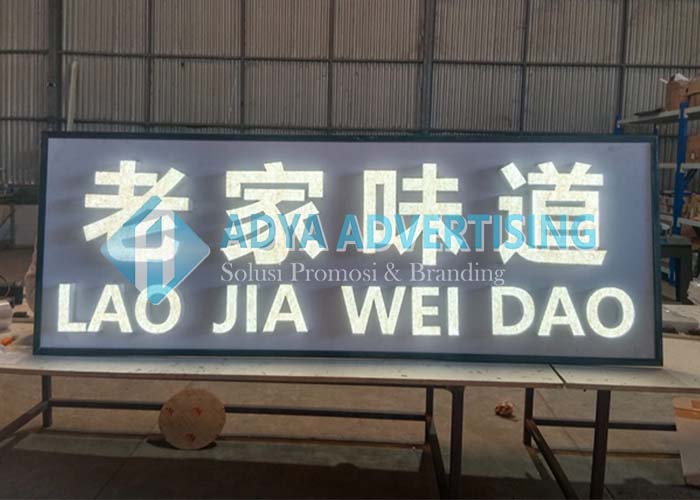 老家味道
ADYA ADVERTISING
Solusi Promosi & Branding
LAO JIA WEI DAO